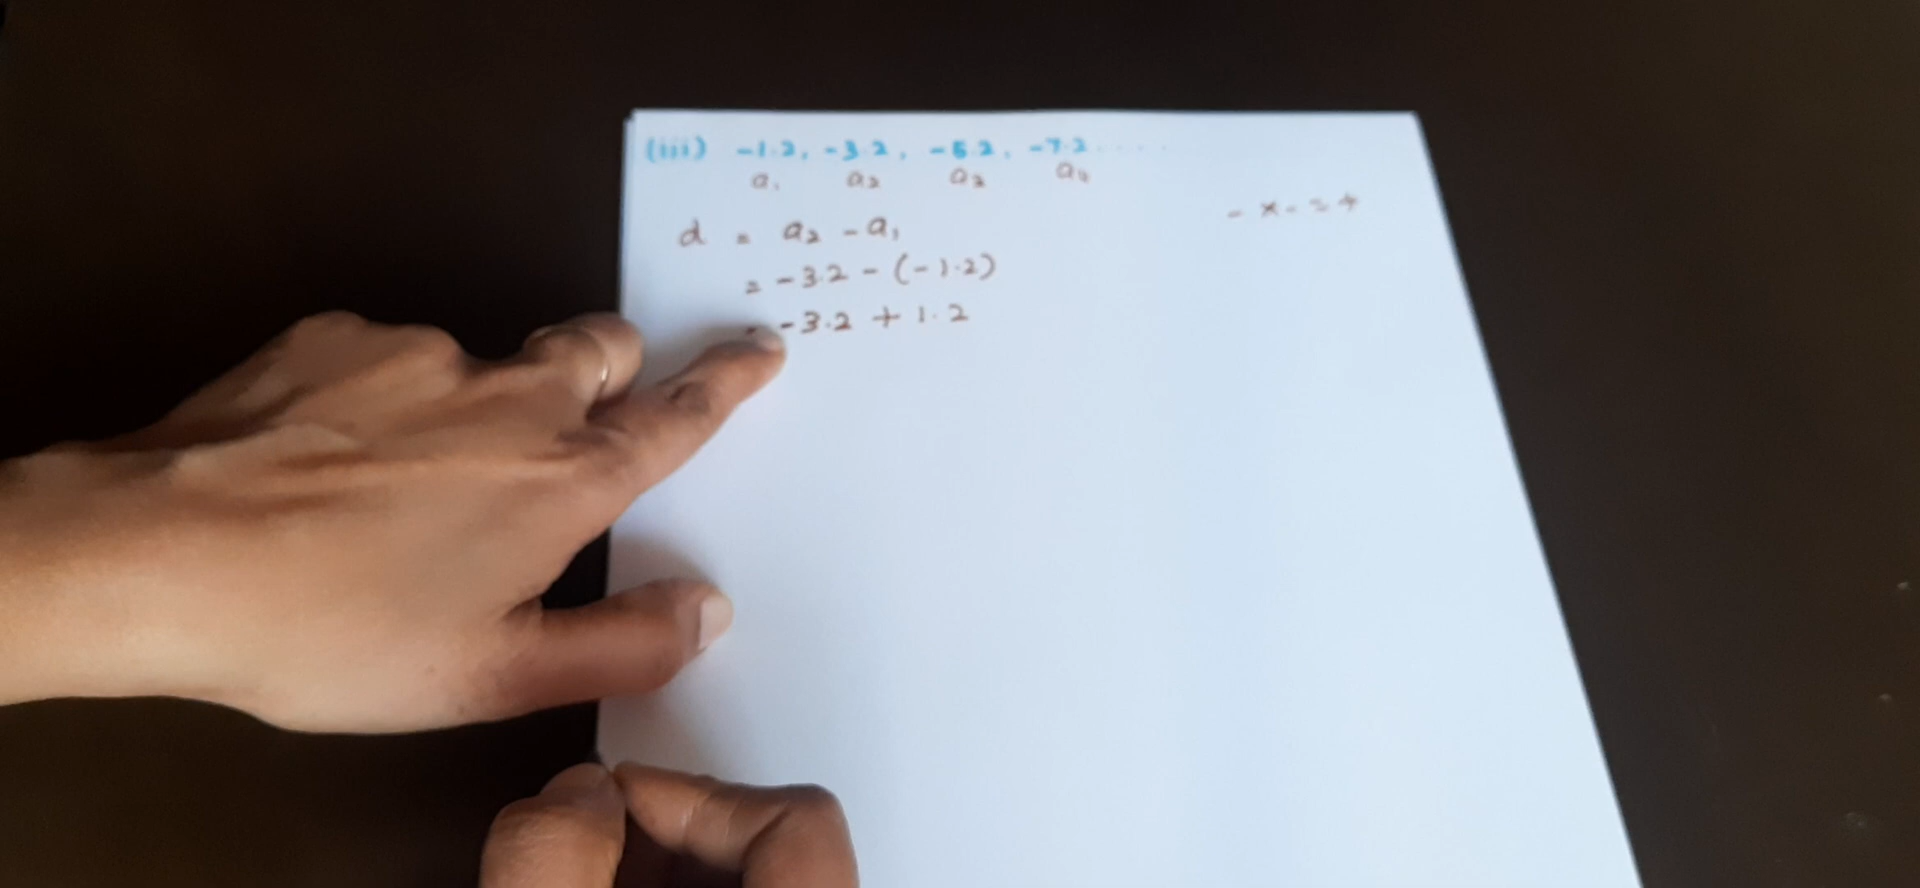 (iii) -1.2, -3.2, -5.2, -7.2 . . . .
a₁ a₂ a₃ a₄
- x - = +
d = a₂ - a₁
= -3.2 - (-1.2)
= -3.2 + 1.2